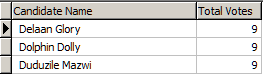 Candidate Name Total Votes
Delaan Glory 9
Dolphin Dolly 9
Duduzile Mazwi 9